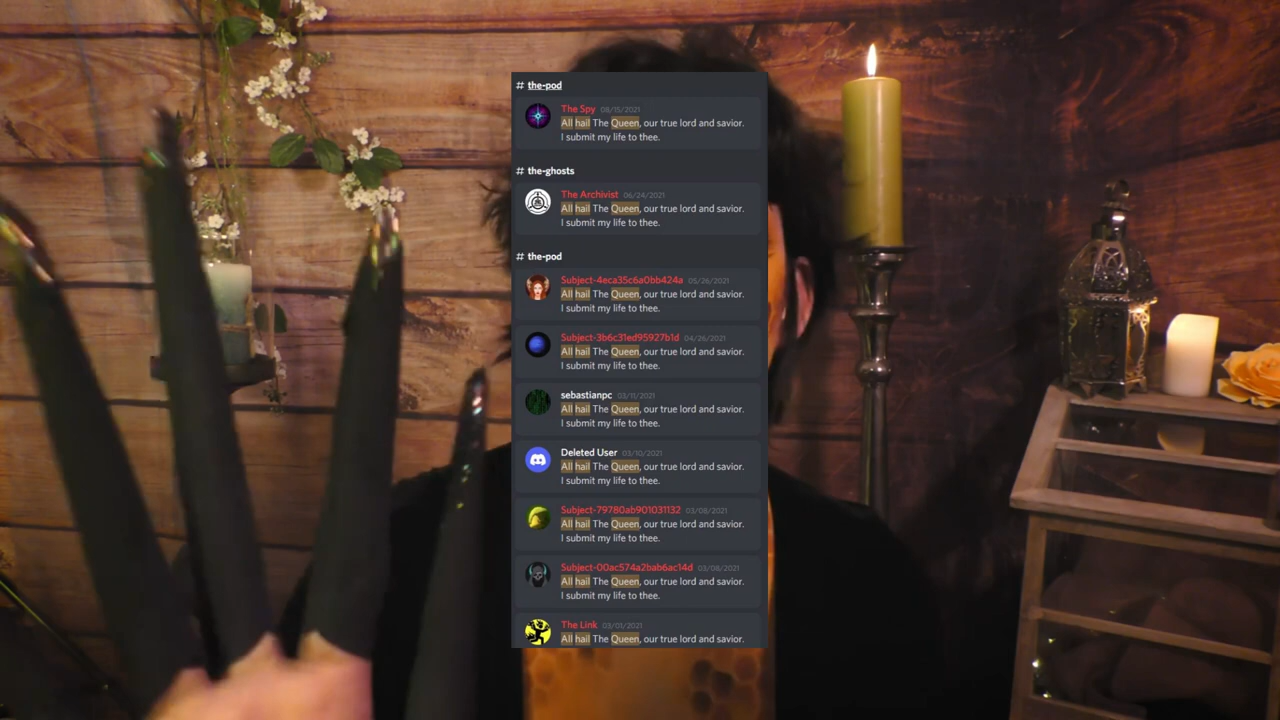 # the-pod
The Spy 08/15/2021
All hail The Queen, our true lord and savior.
I submit my life to thee.
# the-ghosts
The Archivist 06/24/2021
All hail The Queen, our true lord and savior.
I submit my life to thee.
# the-pod
Subject-4eca35c6a0bb424a 05/26/2021
All hail The Queen, our true lord and savior.
I submit my life to thee.
Subject-3b6c31ed95927b1d 04/26/2021
All hail The Queen, our true lord and savior.
I submit my life to thee.
sebastianpc 03/11/2021
All hail The Queen, our true lord and savior.
I submit my life to thee.
Deleted User 03/10/2021
All hail The Queen, our true lord and savior.
I submit my life to thee.
Subject-79780ab901031132 03/08/2021
All hail The Queen, our true lord and savior.
I submit my life to thee.
Subject-00ac574a2bab6ac14d 03/08/2021
All hail The Queen, our true lord and savior.
I submit my life to thee.
The Link 03/01/2021
All hail The Queen, our true lord and savior.